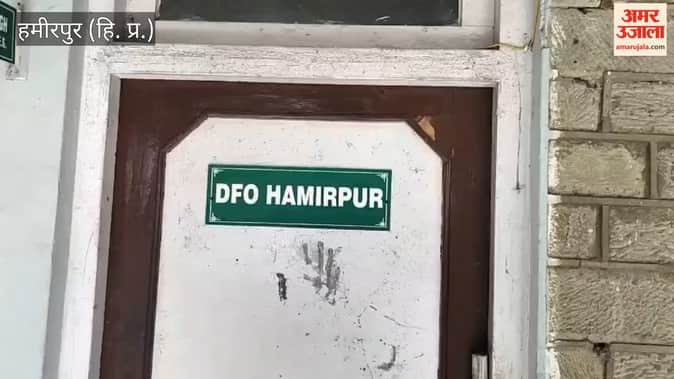 हमीरपुर (हि. प्र.)
अमर
उजाला
amarujala.com
DFO HAMIRPUR